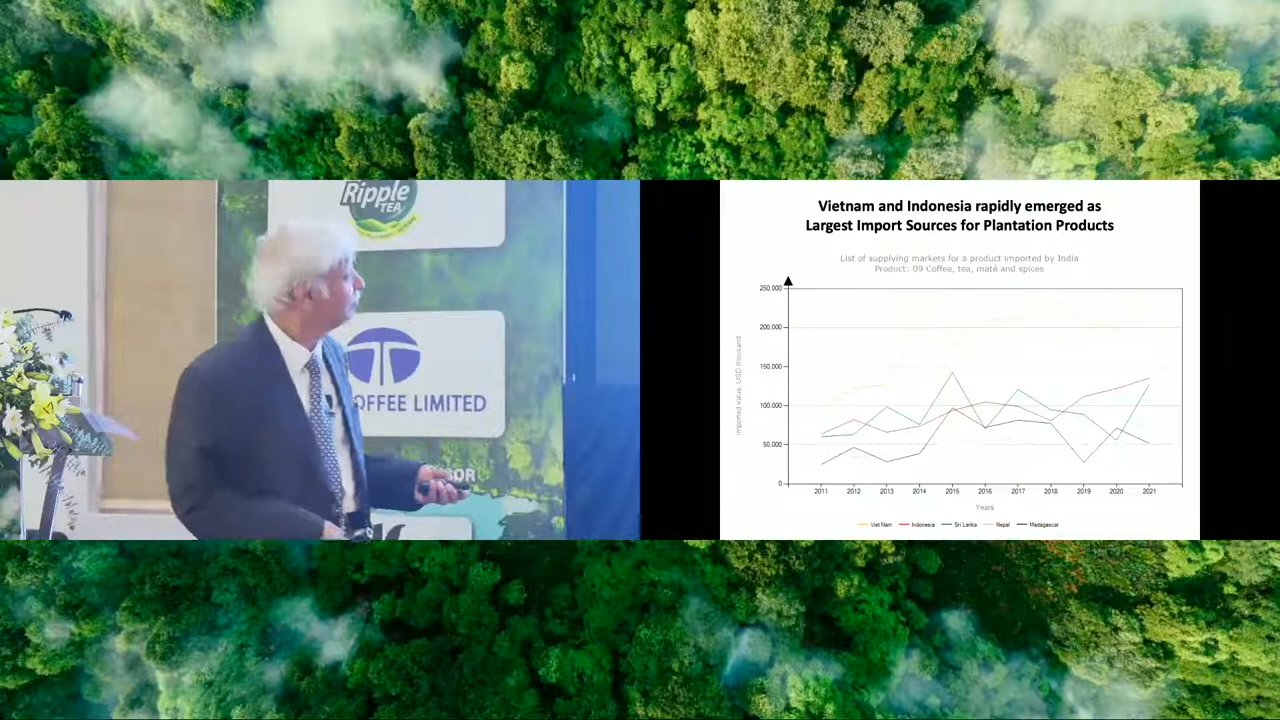 Ripple
TEA
OFFEE LIMITED
SOR
Vietnam and Indonesia rapidly emerged as
Largest Import Sources for Plantation Products
List of supplying markets for a product imported by India
Product: 09 Coffee, tea, maté and spices
Imported value, USD thousand
250.000
200.000
150.000
100.000
50.000
0
2011 2012 2013 2014 2015 2016 2017 2018 2019 2020 2021
Years
Viet Nam Indonesia Sri Lanka Nepal Madagascar